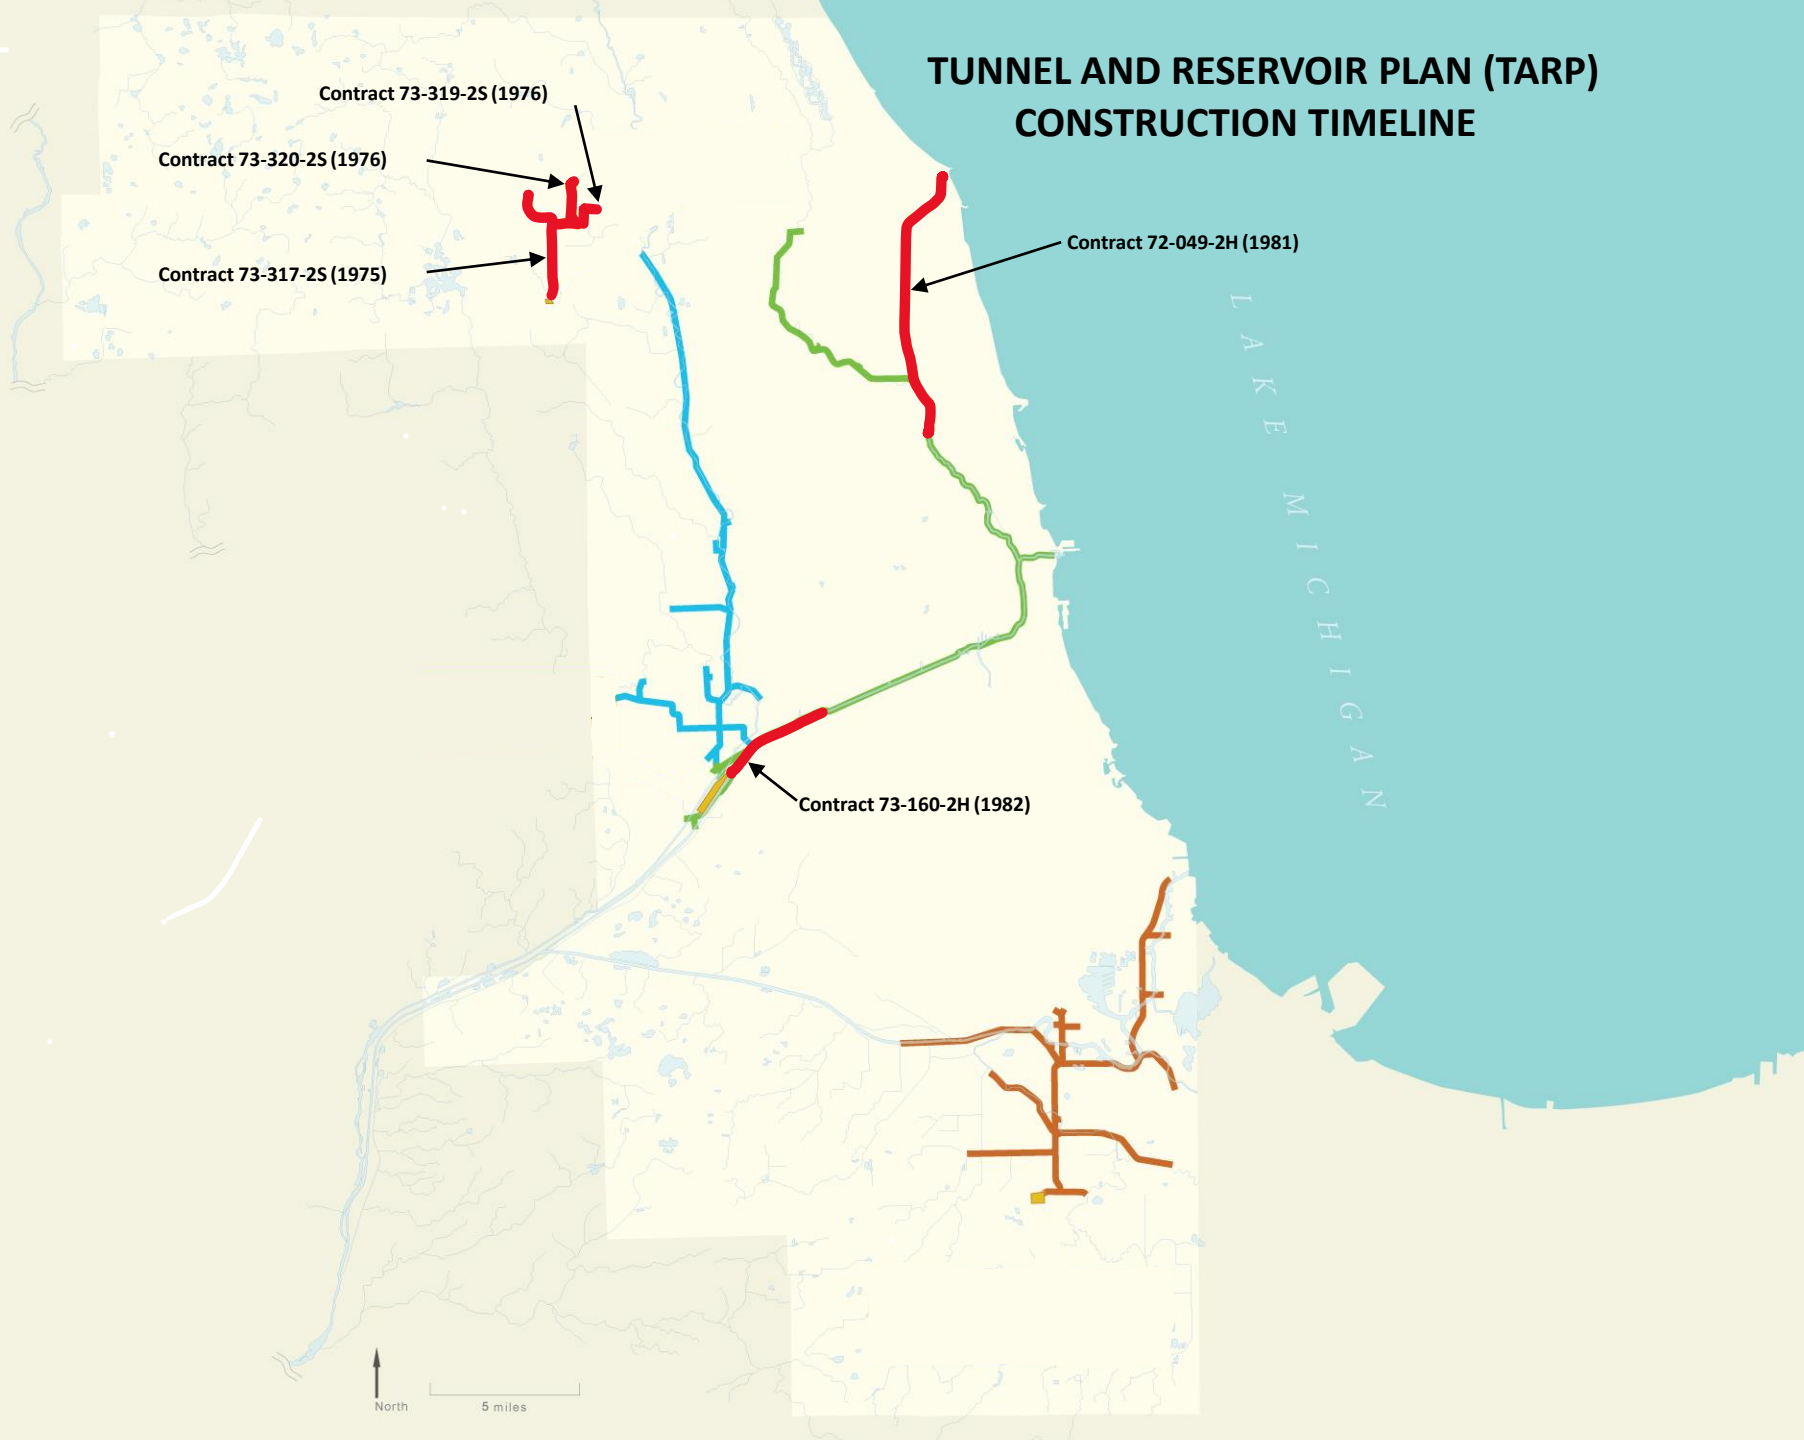 TUNNEL AND RESERVOIR PLAN (TARP)
CONSTRUCTION TIMELINE
Contract 73-319-2S (1976)
Contract 73-320-2S (1976)
Contract 73-317-2S (1975)
Contract 72-049-2H (1981)
LAKE MICHIGAN
Contract 73-160-2H (1982)
North
5 miles